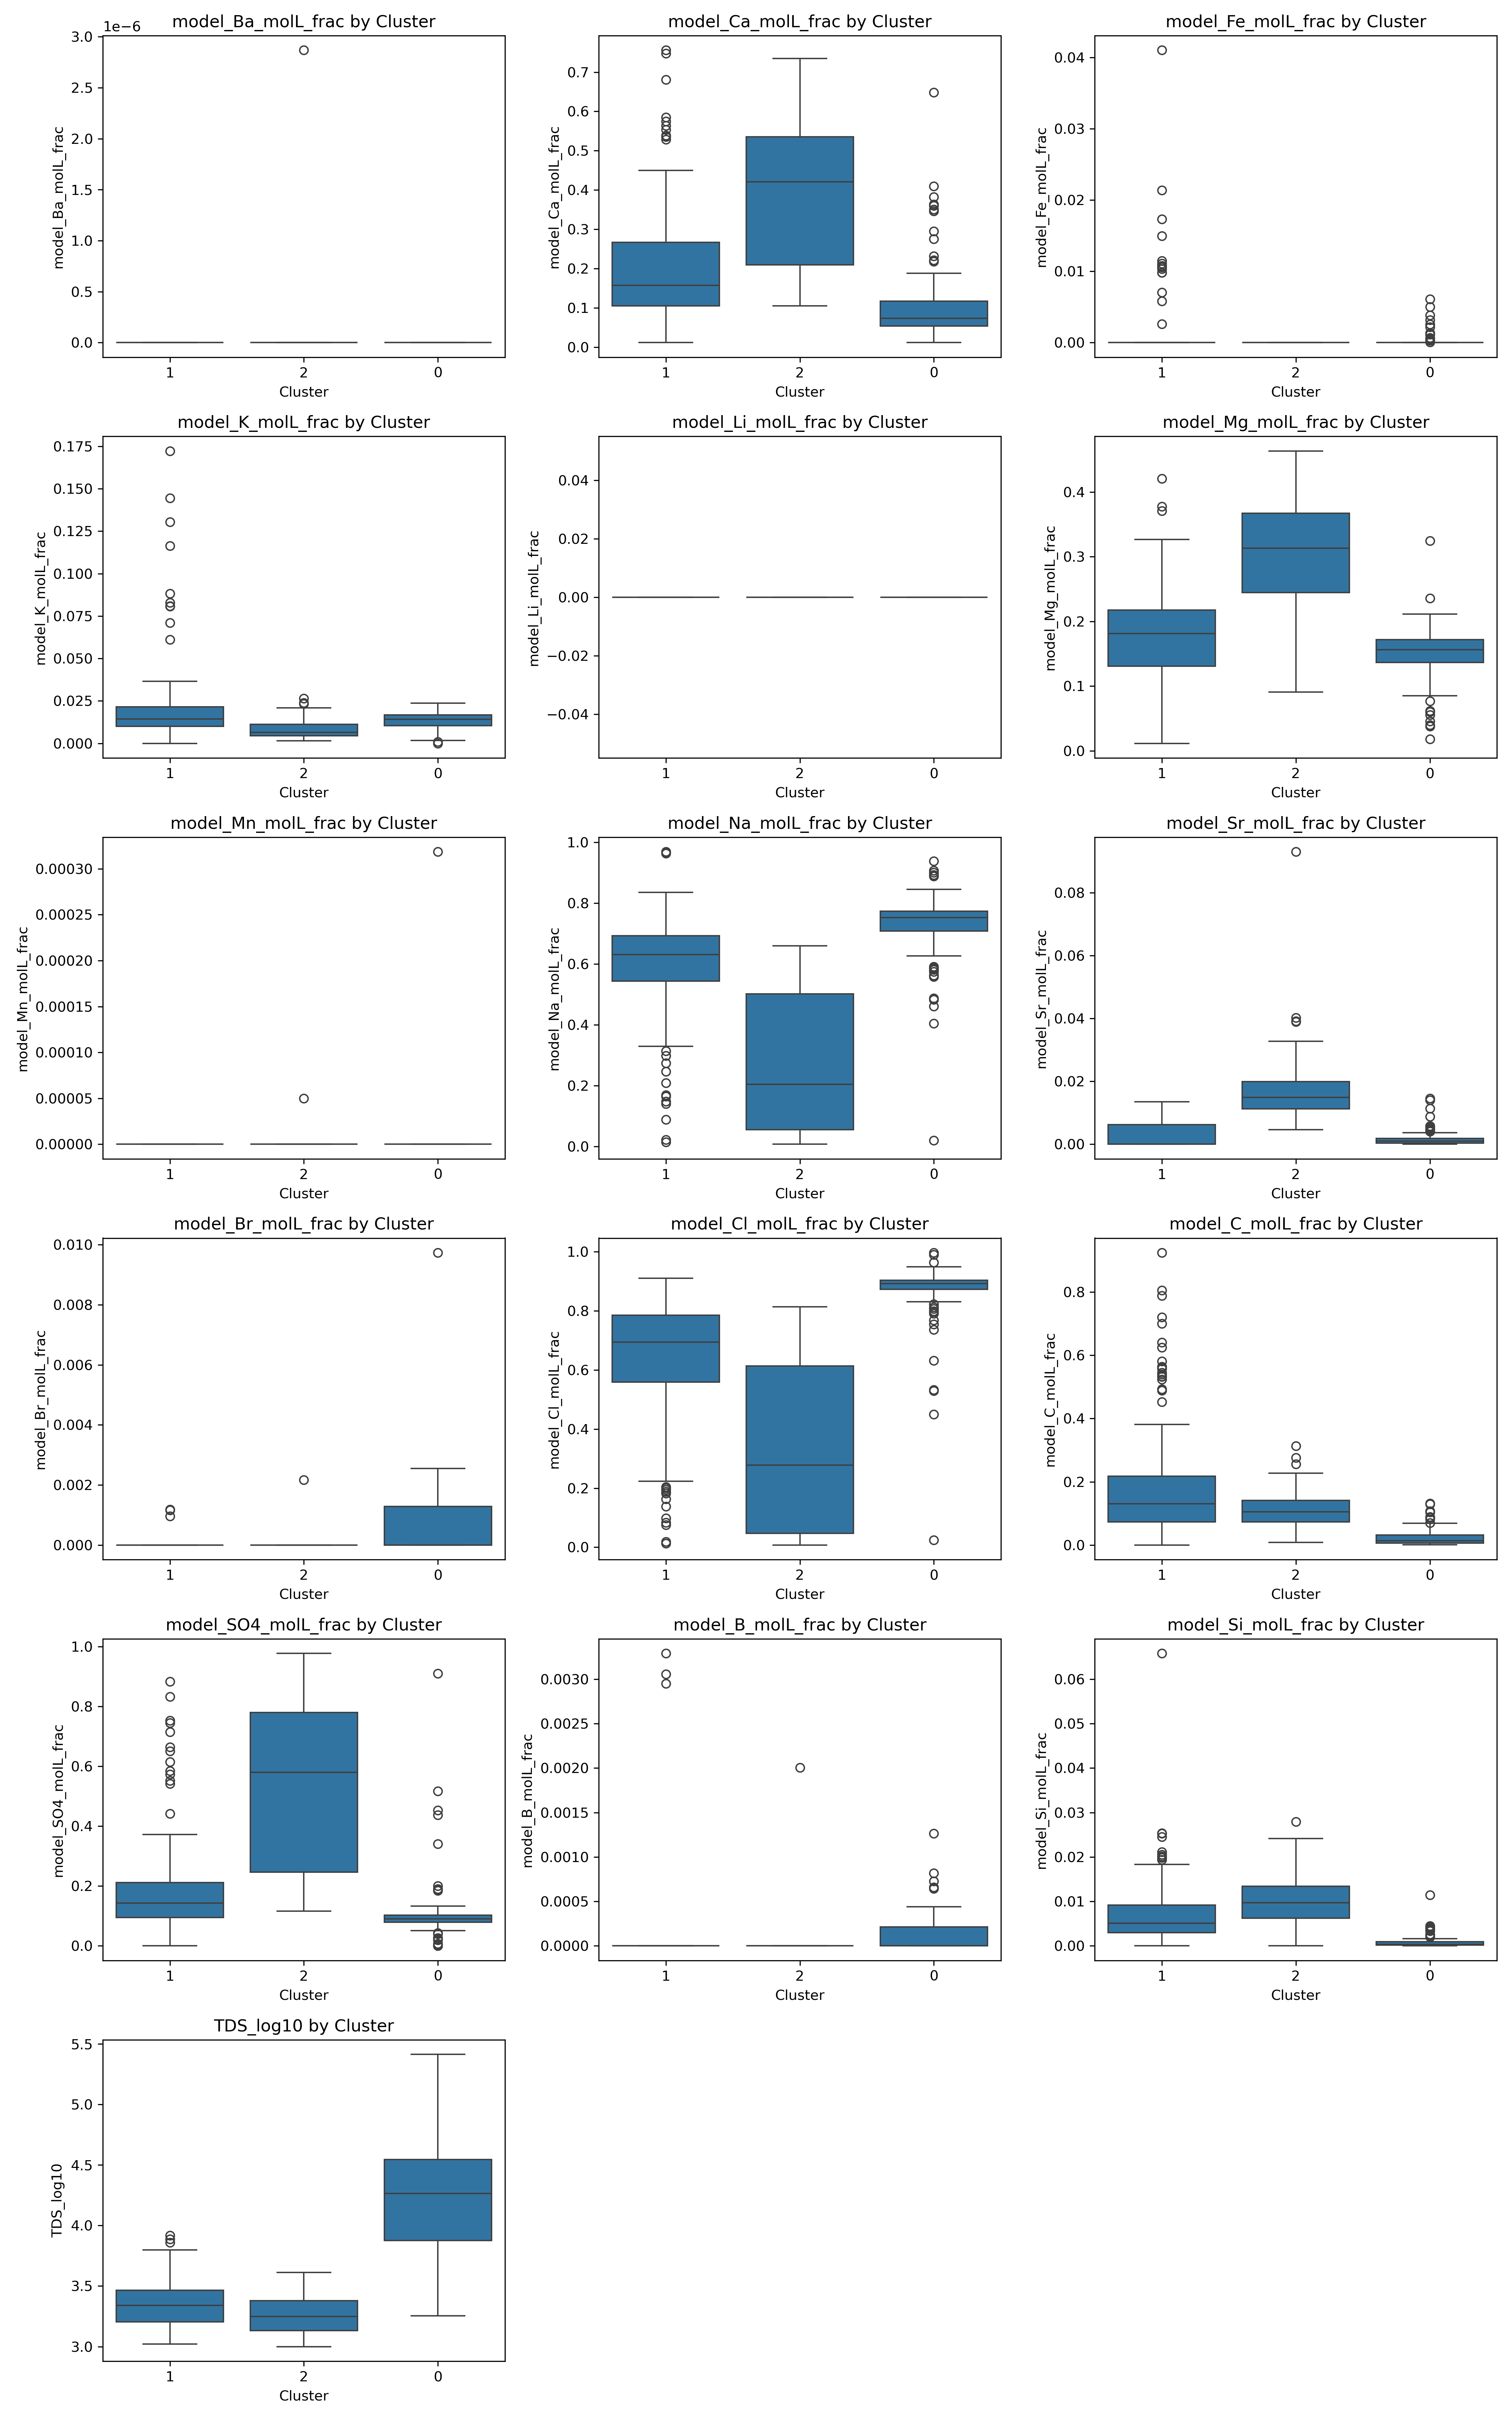 model_Ba_molL_frac by Cluster
1e−6
3.0
2.5
2.0
1.5
1.0
0.5
0.0
model_Ba_molL_frac
1 2 0
Cluster
model_Ca_molL_frac by Cluster
0.7
0.6
0.5
0.4
0.3
0.2
0.1
0.0
model_Ca_molL_frac
1 2 0
Cluster
model_Fe_molL_frac by Cluster
0.04
0.03
0.02
0.01
0.00
model_Fe_molL_frac
1 2 0
Cluster
model_K_molL_frac by Cluster
0.175
0.150
0.125
0.100
0.075
0.050
0.025
0.000
model_K_molL_frac
1 2 0
Cluster
model_Li_molL_frac by Cluster
0.04
0.02
0.00
−0.02
−0.04
model_Li_molL_frac
1 2 0
Cluster
model_Mg_molL_frac by Cluster
0.4
0.3
0.2
0.1
0.0
model_Mg_molL_frac
1 2 0
Cluster
model_Mn_molL_frac by Cluster
0.00030
0.00025
0.00020
0.00015
0.00010
0.00005
0.00000
model_Mn_molL_frac
1 2 0
Cluster
model_Na_molL_frac by Cluster
1.0
0.8
0.6
0.4
0.2
0.0
model_Na_molL_frac
1 2 0
Cluster
model_Sr_molL_frac by Cluster
0.08
0.06
0.04
0.02
0.00
model_Sr_molL_frac
1 2 0
Cluster
model_Br_molL_frac by Cluster
0.010
0.008
0.006
0.004
0.002
0.000
model_Br_molL_frac
1 2 0
Cluster
model_Cl_molL_frac by Cluster
1.0
0.8
0.6
0.4
0.2
0.0
model_Cl_molL_frac
1 2 0
Cluster
model_C_molL_frac by Cluster
0.8
0.6
0.4
0.2
0.0
model_C_molL_frac
1 2 0
Cluster
model_SO4_molL_frac by Cluster
1.0
0.8
0.6
0.4
0.2
0.0
model_SO4_molL_frac
1 2 0
Cluster
model_B_molL_frac by Cluster
0.0030
0.0025
0.0020
0.0015
0.0010
0.0005
0.0000
model_B_molL_frac
1 2 0
Cluster
model_Si_molL_frac by Cluster
0.06
0.05
0.04
0.03
0.02
0.01
0.00
model_Si_molL_frac
1 2 0
Cluster
TDS_log10 by Cluster
5.5
5.0
4.5
4.0
3.5
3.0
TDS_log10
1 2 0
Cluster